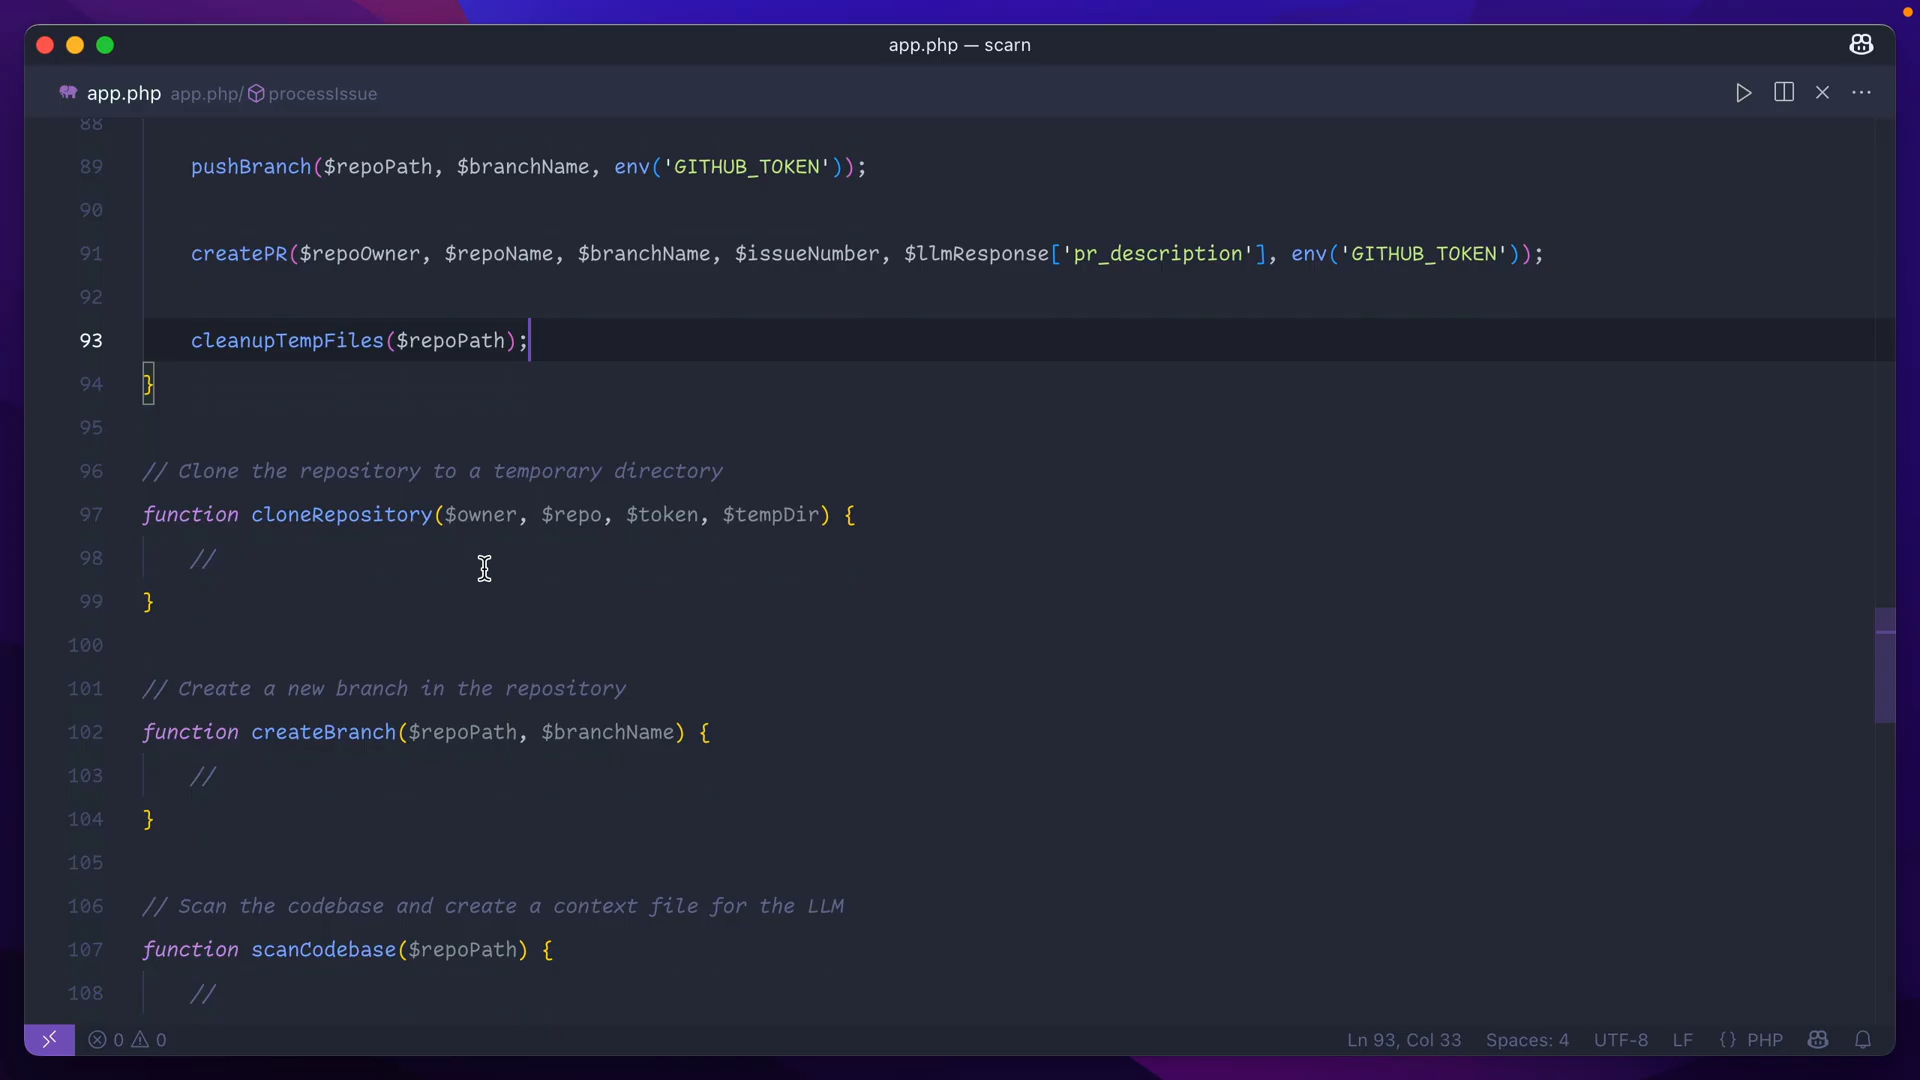 app.php — scarn
app.php app.php/ processIssue
88
89 pushBranch($repoPath, $branchName, env('GITHUB_TOKEN'));
90
91 createPR($repoOwner, $repoName, $branchName, $issueNumber, $llmResponse['pr_description'], env('GITHUB_TOKEN'));
92
93 cleanupTempFiles($repoPath);
94 }
95
96 // Clone the repository to a temporary directory
97 function cloneRepository($owner, $repo, $token, $tempDir) {
98 //
99 }
100
101 // Create a new branch in the repository
102 function createBranch($repoPath, $branchName) {
103 //
104 }
105
106 // Scan the codebase and create a context file for the LLM
107 function scanCodebase($repoPath) {
108 //
0 0 Ln 93, Col 33 Spaces: 4 UTF-8 LF {} PHP